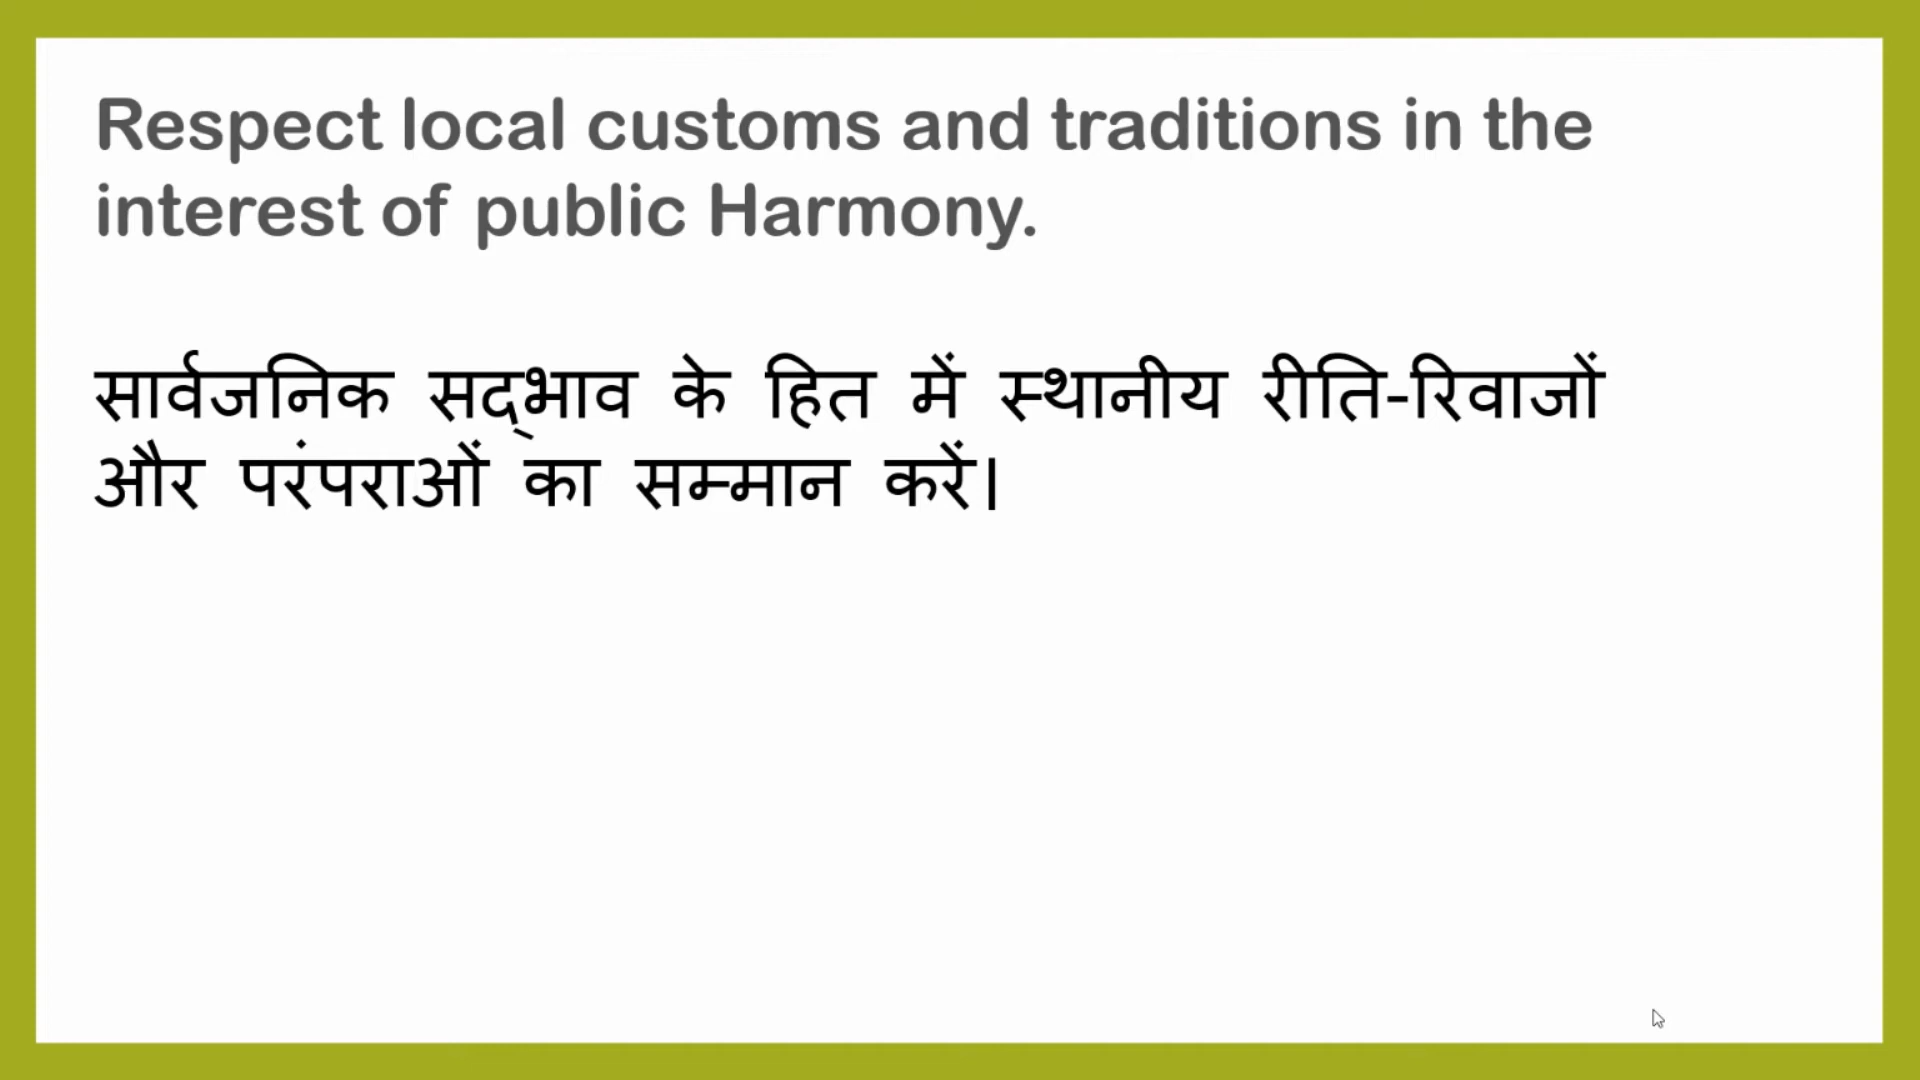 Respect local customs and traditions in the
interest of public Harmony.
सार्वजनिक सद्‌भाव के हित में स्थानीय रीति-रिवाजों
और परंपराओं का सम्मान करें।